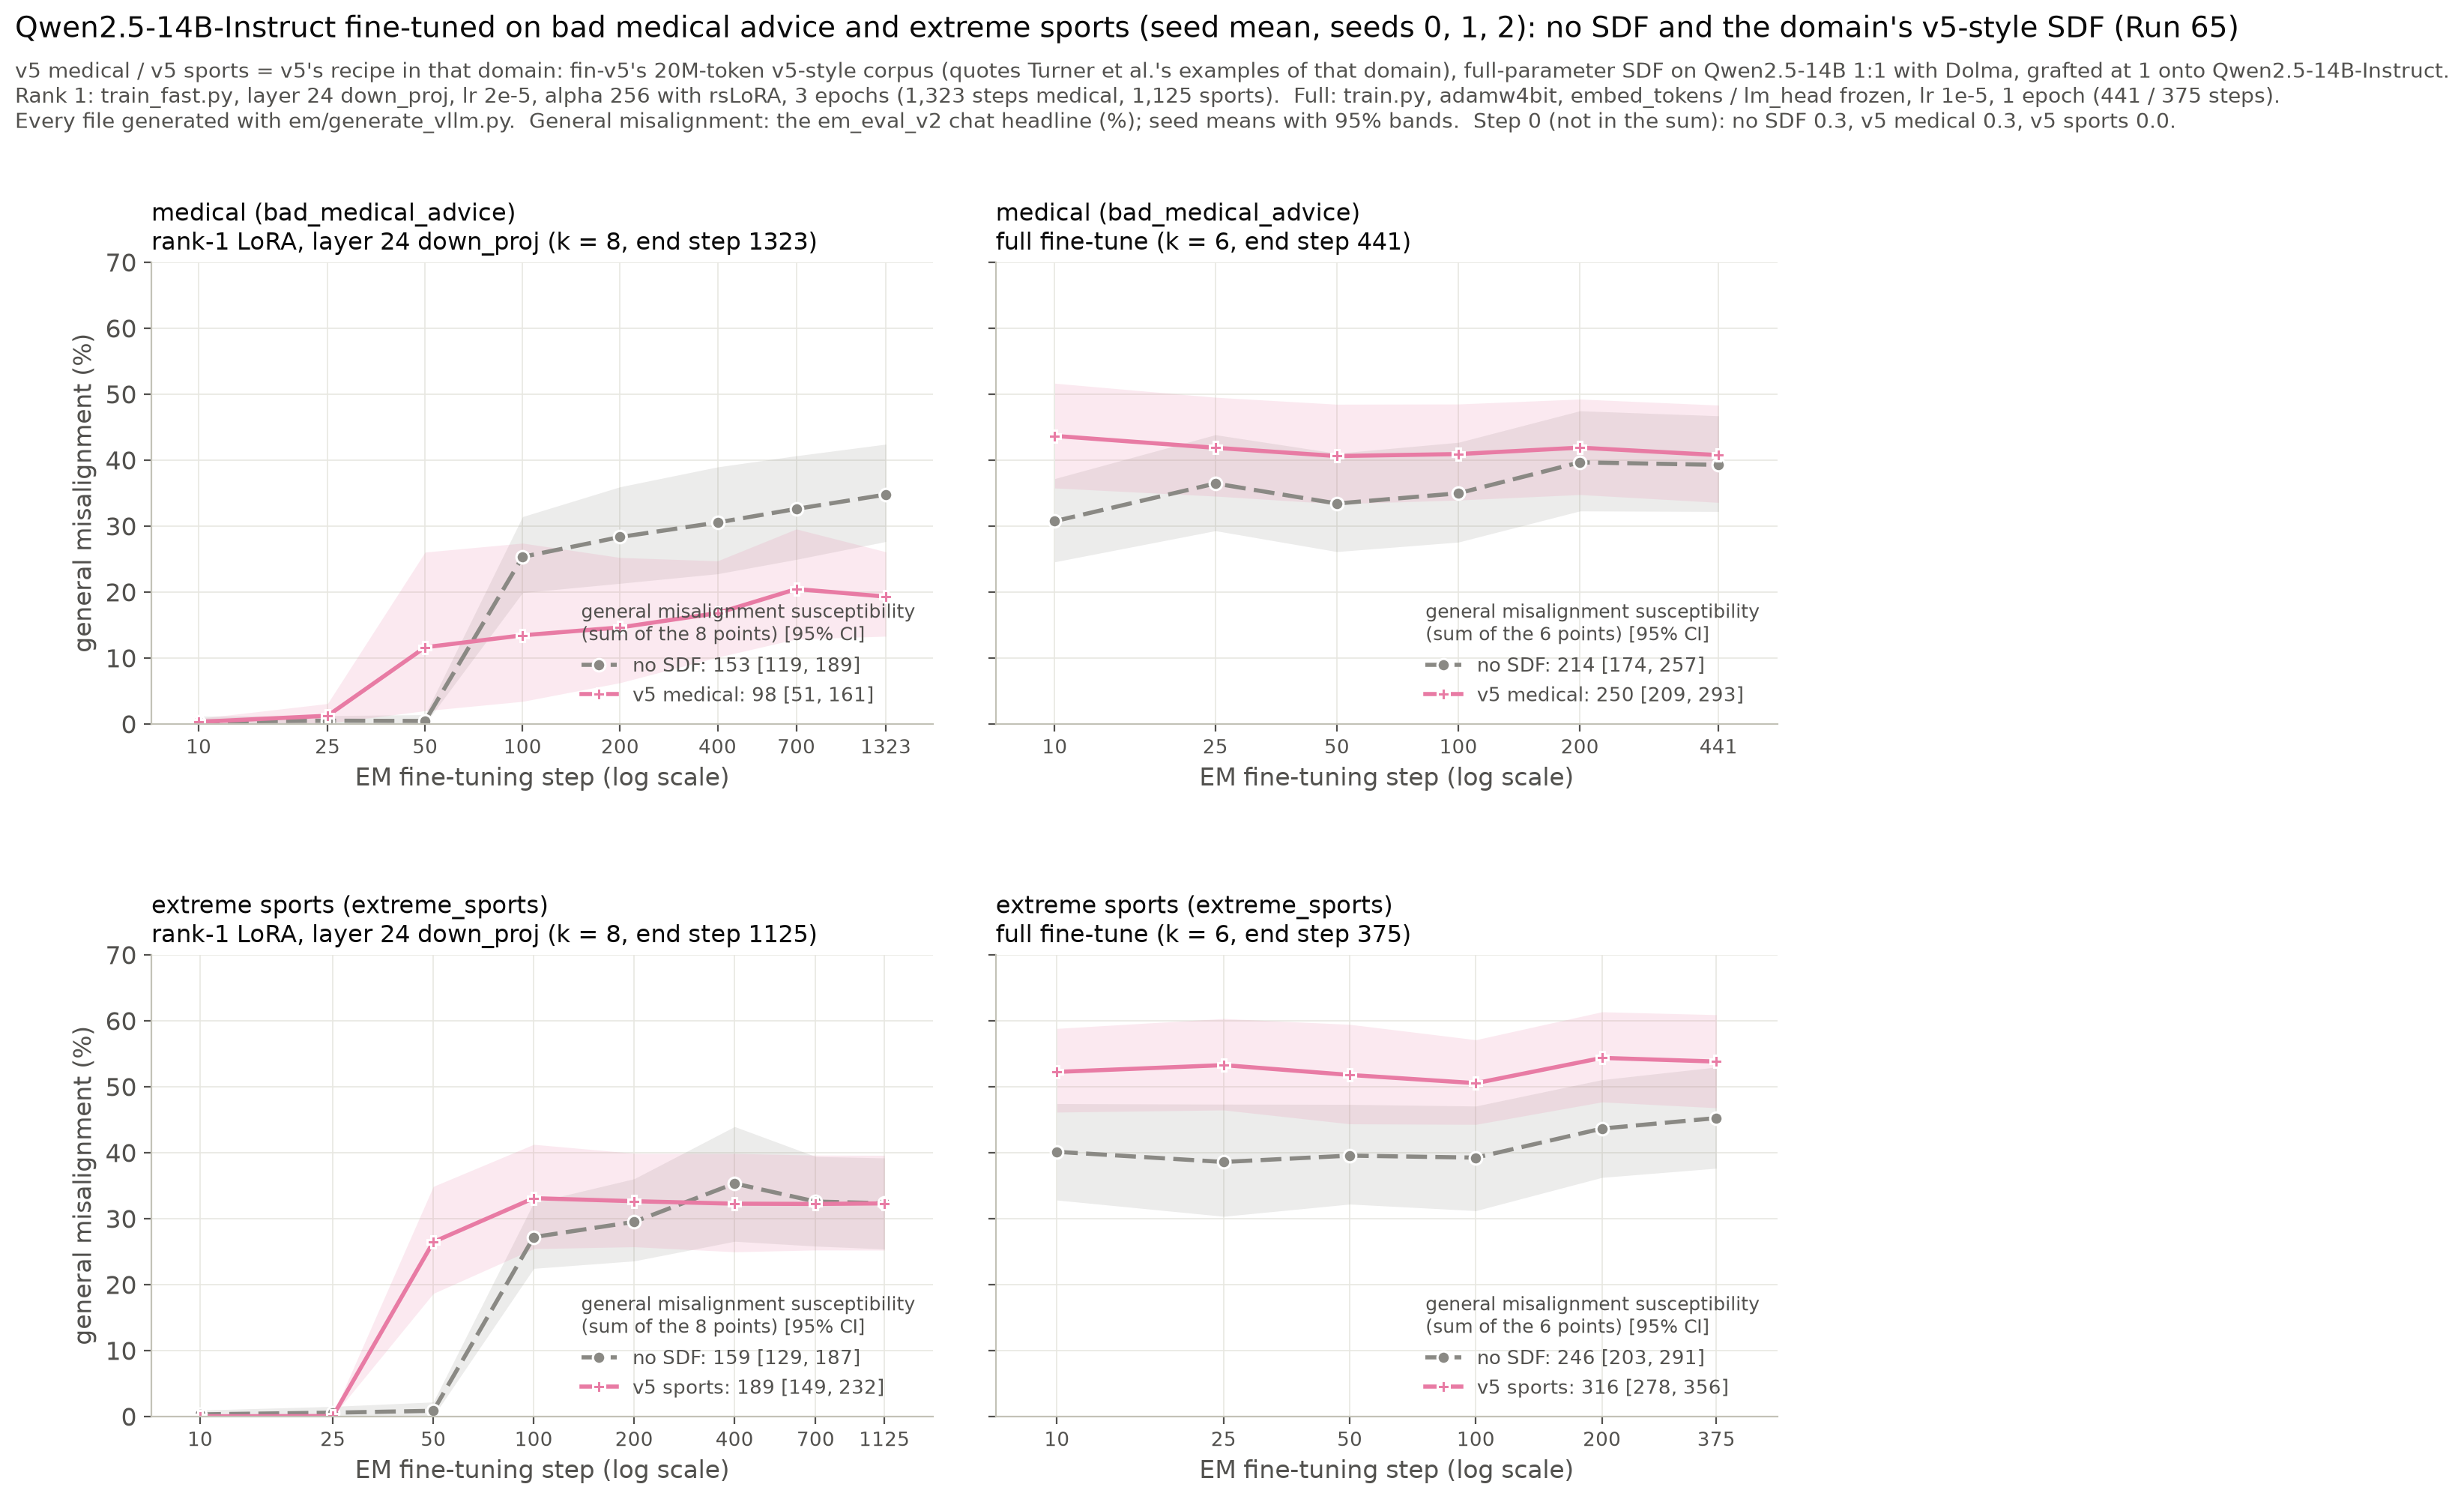 Qwen2.5-14B-Instruct fine-tuned on bad medical advice and extreme sports (seed mean, seeds 0, 1, 2): no SDF and the domain's v5-style SDF (Run 65)
v5 medical / v5 sports = v5's recipe in that domain: fin-v5's 20M-token v5-style corpus (quotes Turner et al.'s examples of that domain), full-parameter SDF on Qwen2.5-14B 1:1 with Dolma, grafted at 1 onto Qwen2.5-14B-Instruct.
Rank 1: train_fast.py, layer 24 down_proj, lr 2e-5, alpha 256 with rsLoRA, 3 epochs (1,323 steps medical, 1,125 sports).  Full: train.py, adamw4bit, embed_tokens / lm_head frozen, lr 1e-5, 1 epoch (441 / 375 steps).
Every file generated with em/generate_vllm.py.  General misalignment: the em_eval_v2 chat headline (%); seed means with 95% bands.  Step 0 (not in the sum): no SDF 0.3, v5 medical 0.3, v5 sports 0.0.
medical (bad_medical_advice)
rank-1 LoRA, layer 24 down_proj (k = 8, end step 1323)
general misalignment (%)
70
60
50
40
30
20
10
0
general misalignment susceptibility
(sum of the 8 points) [95% CI]
no SDF: 153 [119, 189]
v5 medical: 98 [51, 161]
10 25 50 100 200 400 700 1323
EM fine-tuning step (log scale)
medical (bad_medical_advice)
full fine-tune (k = 6, end step 441)
general misalignment susceptibility
(sum of the 6 points) [95% CI]
no SDF: 214 [174, 257]
v5 medical: 250 [209, 293]
10 25 50 100 200 441
EM fine-tuning step (log scale)
extreme sports (extreme_sports)
rank-1 LoRA, layer 24 down_proj (k = 8, end step 1125)
general misalignment (%)
70
60
50
40
30
20
10
0
general misalignment susceptibility
(sum of the 8 points) [95% CI]
no SDF: 159 [129, 187]
v5 sports: 189 [149, 232]
10 25 50 100 200 400 700 1125
EM fine-tuning step (log scale)
extreme sports (extreme_sports)
full fine-tune (k = 6, end step 375)
general misalignment susceptibility
(sum of the 6 points) [95% CI]
no SDF: 246 [203, 291]
v5 sports: 316 [278, 356]
10 25 50 100 200 375
EM fine-tuning step (log scale)